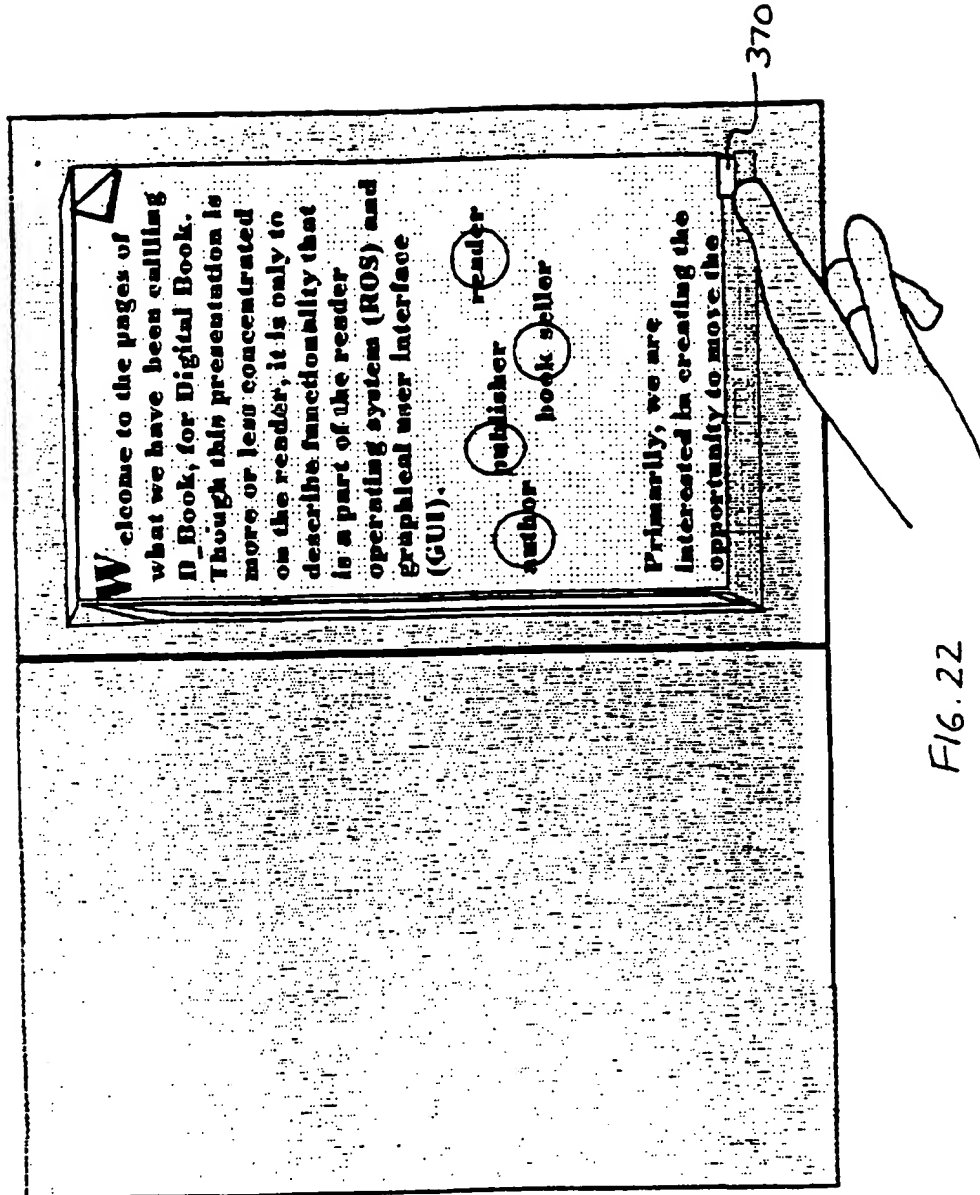 Welcome to the pages of
what we have been calling
D_Book, for Digital Book.
Though this presentation is
more or less concentrated
on the reader, it is only to
describe functionality that
is a part of the reader
operating system (ROS) and
graphical user interface
(GUI).
author publisher book seller reader
Primarily, we are
interested in creating the
opportunity to move the
370
FIG. 22